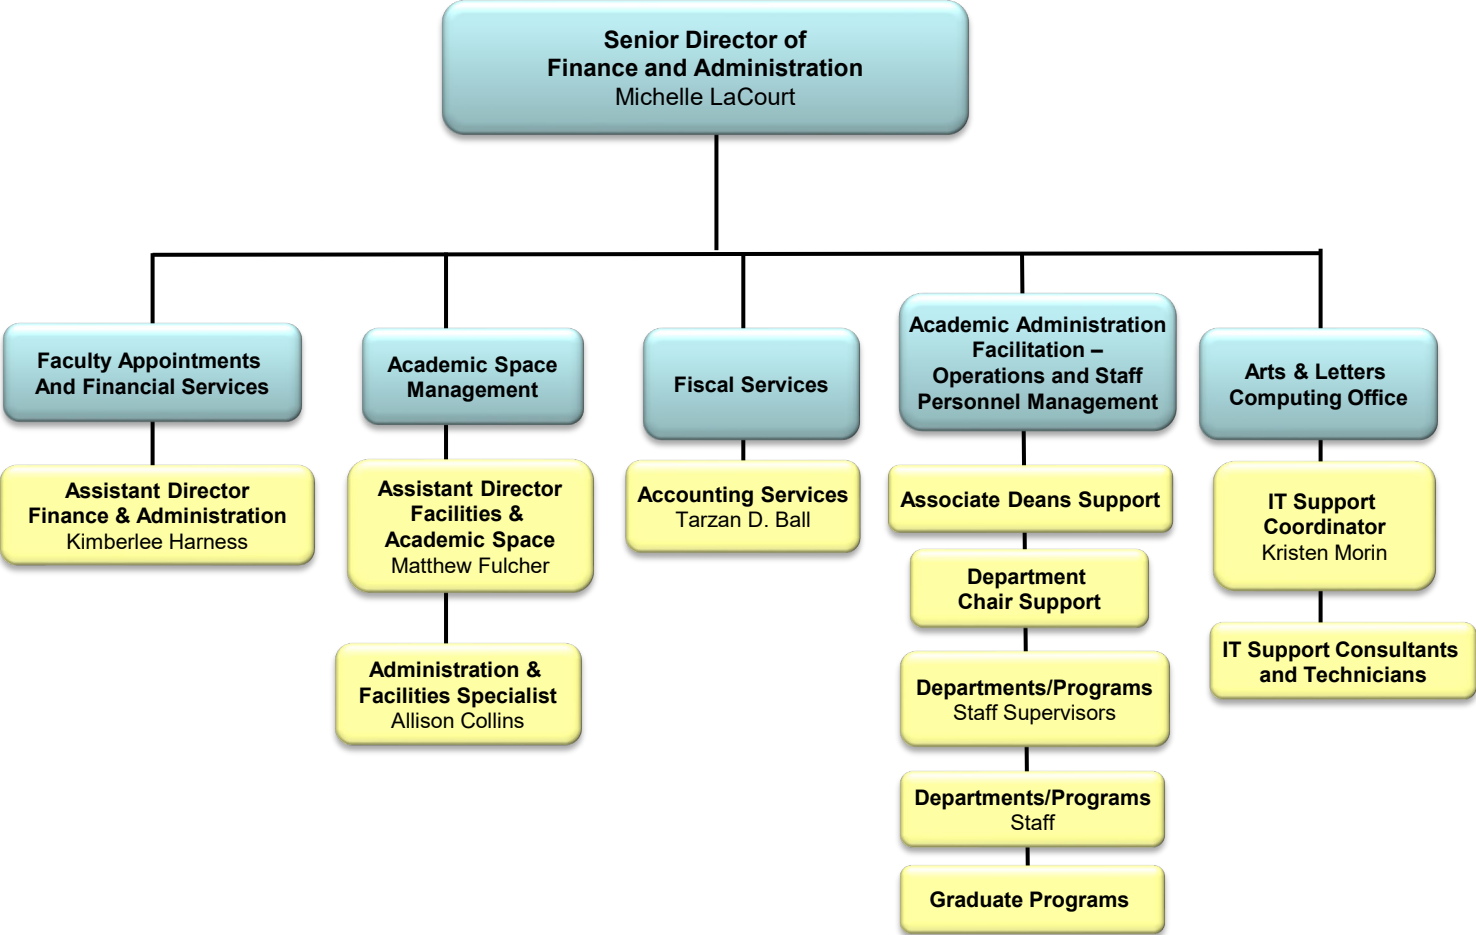 Senior Director of
Finance and Administration
Michelle LaCourt
Faculty Appointments
And Financial Services
Assistant Director
Finance & Administration
Kimberlee Harness
Academic Space
Management
Assistant Director
Facilities &
Academic Space
Matthew Fulcher
Administration &
Facilities Specialist
Allison Collins
Fiscal Services
Accounting Services
Tarzan D. Ball
Academic Administration
Facilitation –
Operations and Staff
Personnel Management
Associate Deans Support
Department
Chair Support
Departments/Programs
Staff Supervisors
Departments/Programs
Staff
Graduate Programs
Arts & Letters
Computing Office
IT Support
Coordinator
Kristen Morin
IT Support Consultants
and Technicians